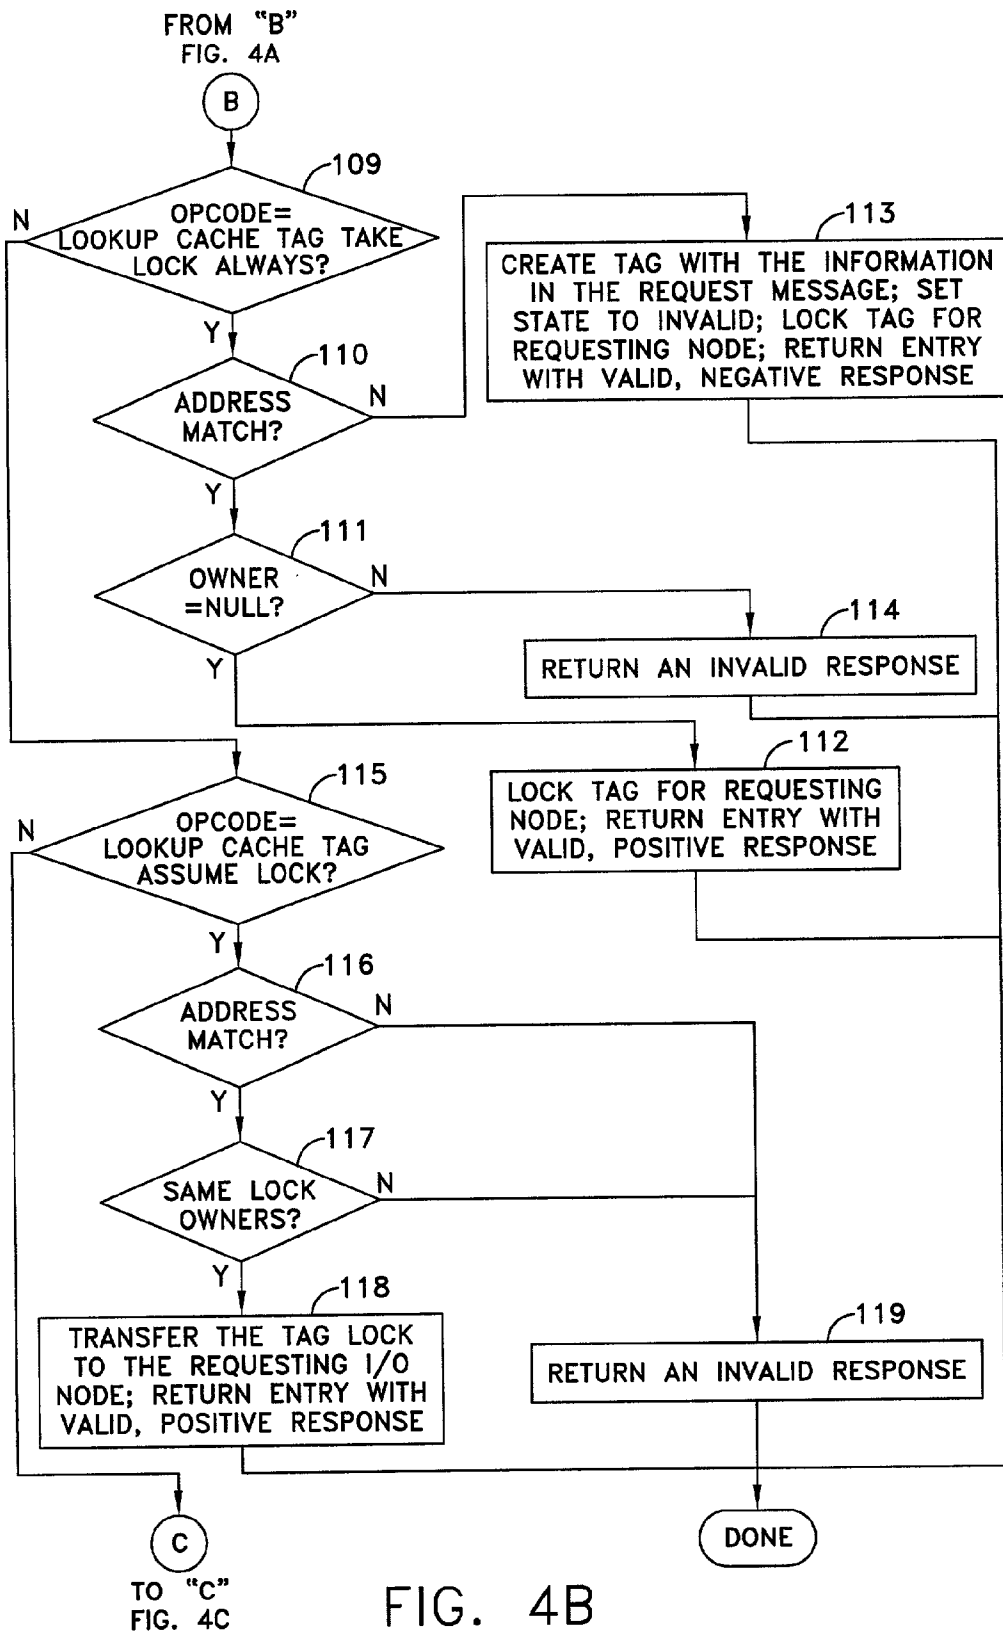 FROM "B"
FIG. 4A
B
109
N
OPCODE=
LOOKUP CACHE TAG TAKE
LOCK ALWAYS?
Y
113
CREATE TAG WITH THE INFORMATION
IN THE REQUEST MESSAGE; SET
STATE TO INVALID; LOCK TAG FOR
REQUESTING NODE; RETURN ENTRY
WITH VALID, NEGATIVE RESPONSE
110
N
ADDRESS
MATCH?
Y
111
N
OWNER
=NULL?
Y
114
RETURN AN INVALID RESPONSE
112
LOCK TAG FOR REQUESTING
NODE; RETURN ENTRY WITH
VALID, POSITIVE RESPONSE
115
N
OPCODE=
LOOKUP CACHE TAG
ASSUME LOCK?
Y
116
N
ADDRESS
MATCH?
Y
117
N
SAME LOCK
OWNERS?
Y
118
TRANSFER THE TAG LOCK
TO THE REQUESTING I/O
NODE; RETURN ENTRY WITH
VALID, POSITIVE RESPONSE
119
RETURN AN INVALID RESPONSE
C
TO "C"
FIG. 4C
DONE
FIG. 4B